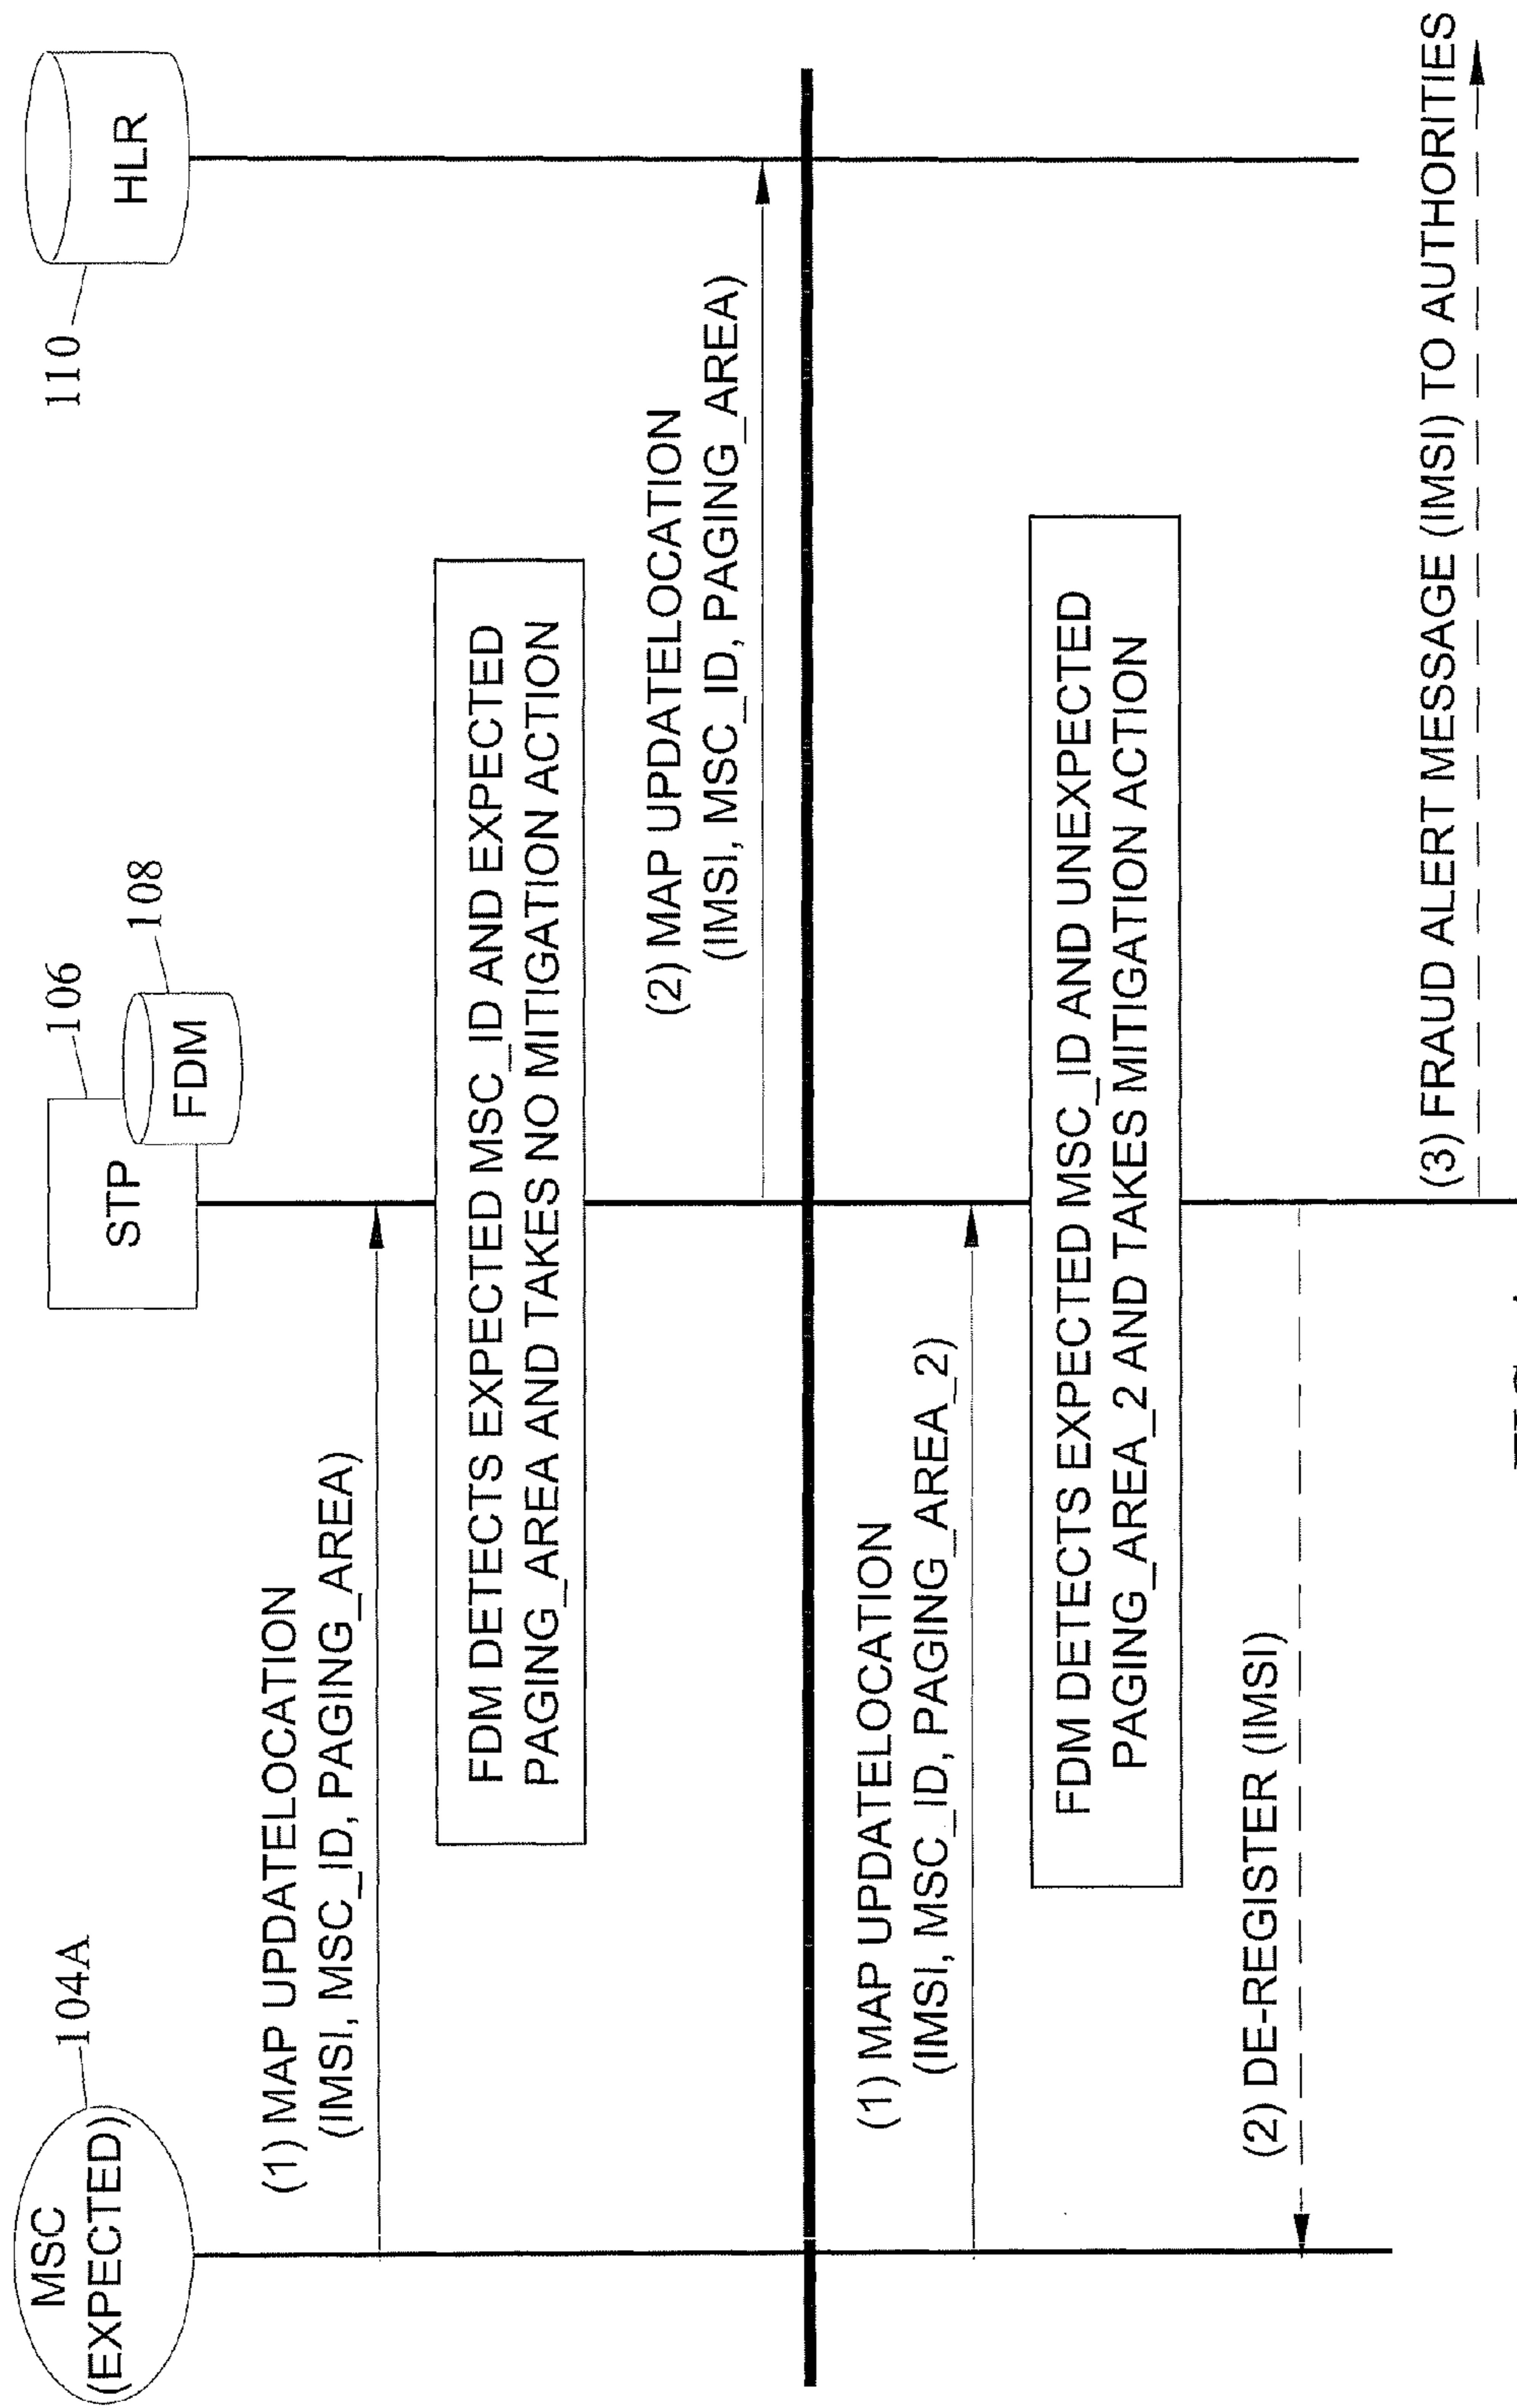 MSC
(EXPECTED)
104A
STP
106
FDM
108
HLR
110
(1) MAP UPDATELOCATION
(IMSI, MSC_ID, PAGING_AREA)
FDM DETECTS EXPECTED MSC_ID AND EXPECTED
PAGING_AREA AND TAKES NO MITIGATION ACTION
(2) MAP UPDATELOCATION
(IMSI, MSC_ID, PAGING_AREA)
(1) MAP UPDATELOCATION
(IMSI, MSC_ID, PAGING_AREA_2)
FDM DETECTS EXPECTED MSC_ID AND UNEXPECTED
PAGING_AREA_2 AND TAKES MITIGATION ACTION
(2) DE-REGISTER (IMSI)
(3) FRAUD ALERT MESSAGE (IMSI) TO AUTHORITIES